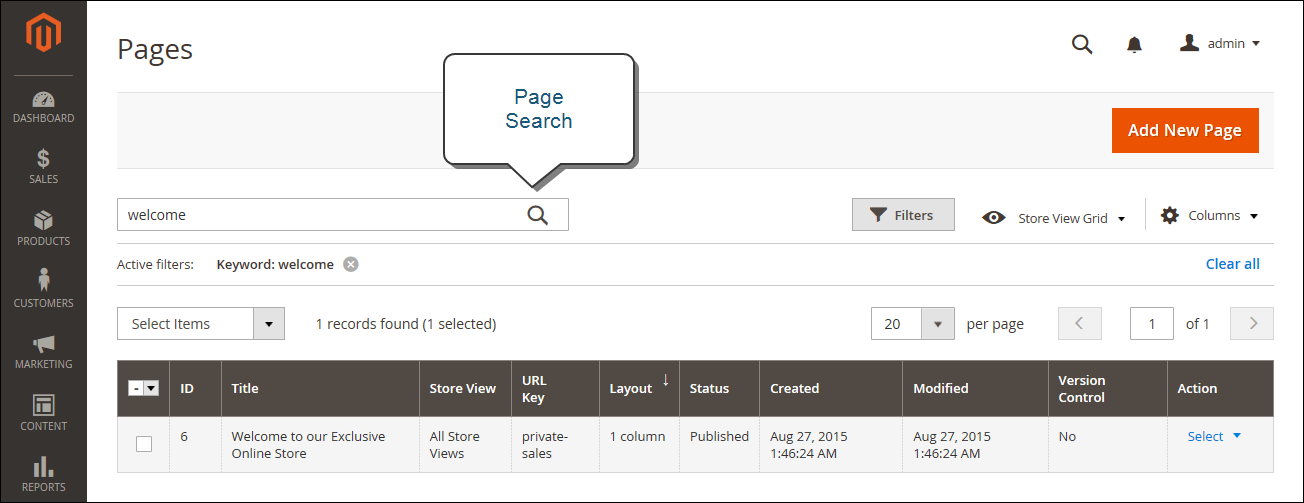 Pages
admin
Page
Search
Add New Page
DASHBOARD
SALES
PRODUCTS
CUSTOMERS
MARKETING
CONTENT
REPORTS
welcome
Filters
Store View Grid
Columns
Active filters: Keyword: welcome
Clear all
Select Items
1 records found (1 selected)
20 per page
1 of 1
- ID Title Store View URL Key Layout Status Created Modified Version Control Action
6 Welcome to our Exclusive Online Store All Store Views private-sales 1 column Published Aug 27, 2015 1:46:24 AM Aug 27, 2015 1:46:24 AM No Select